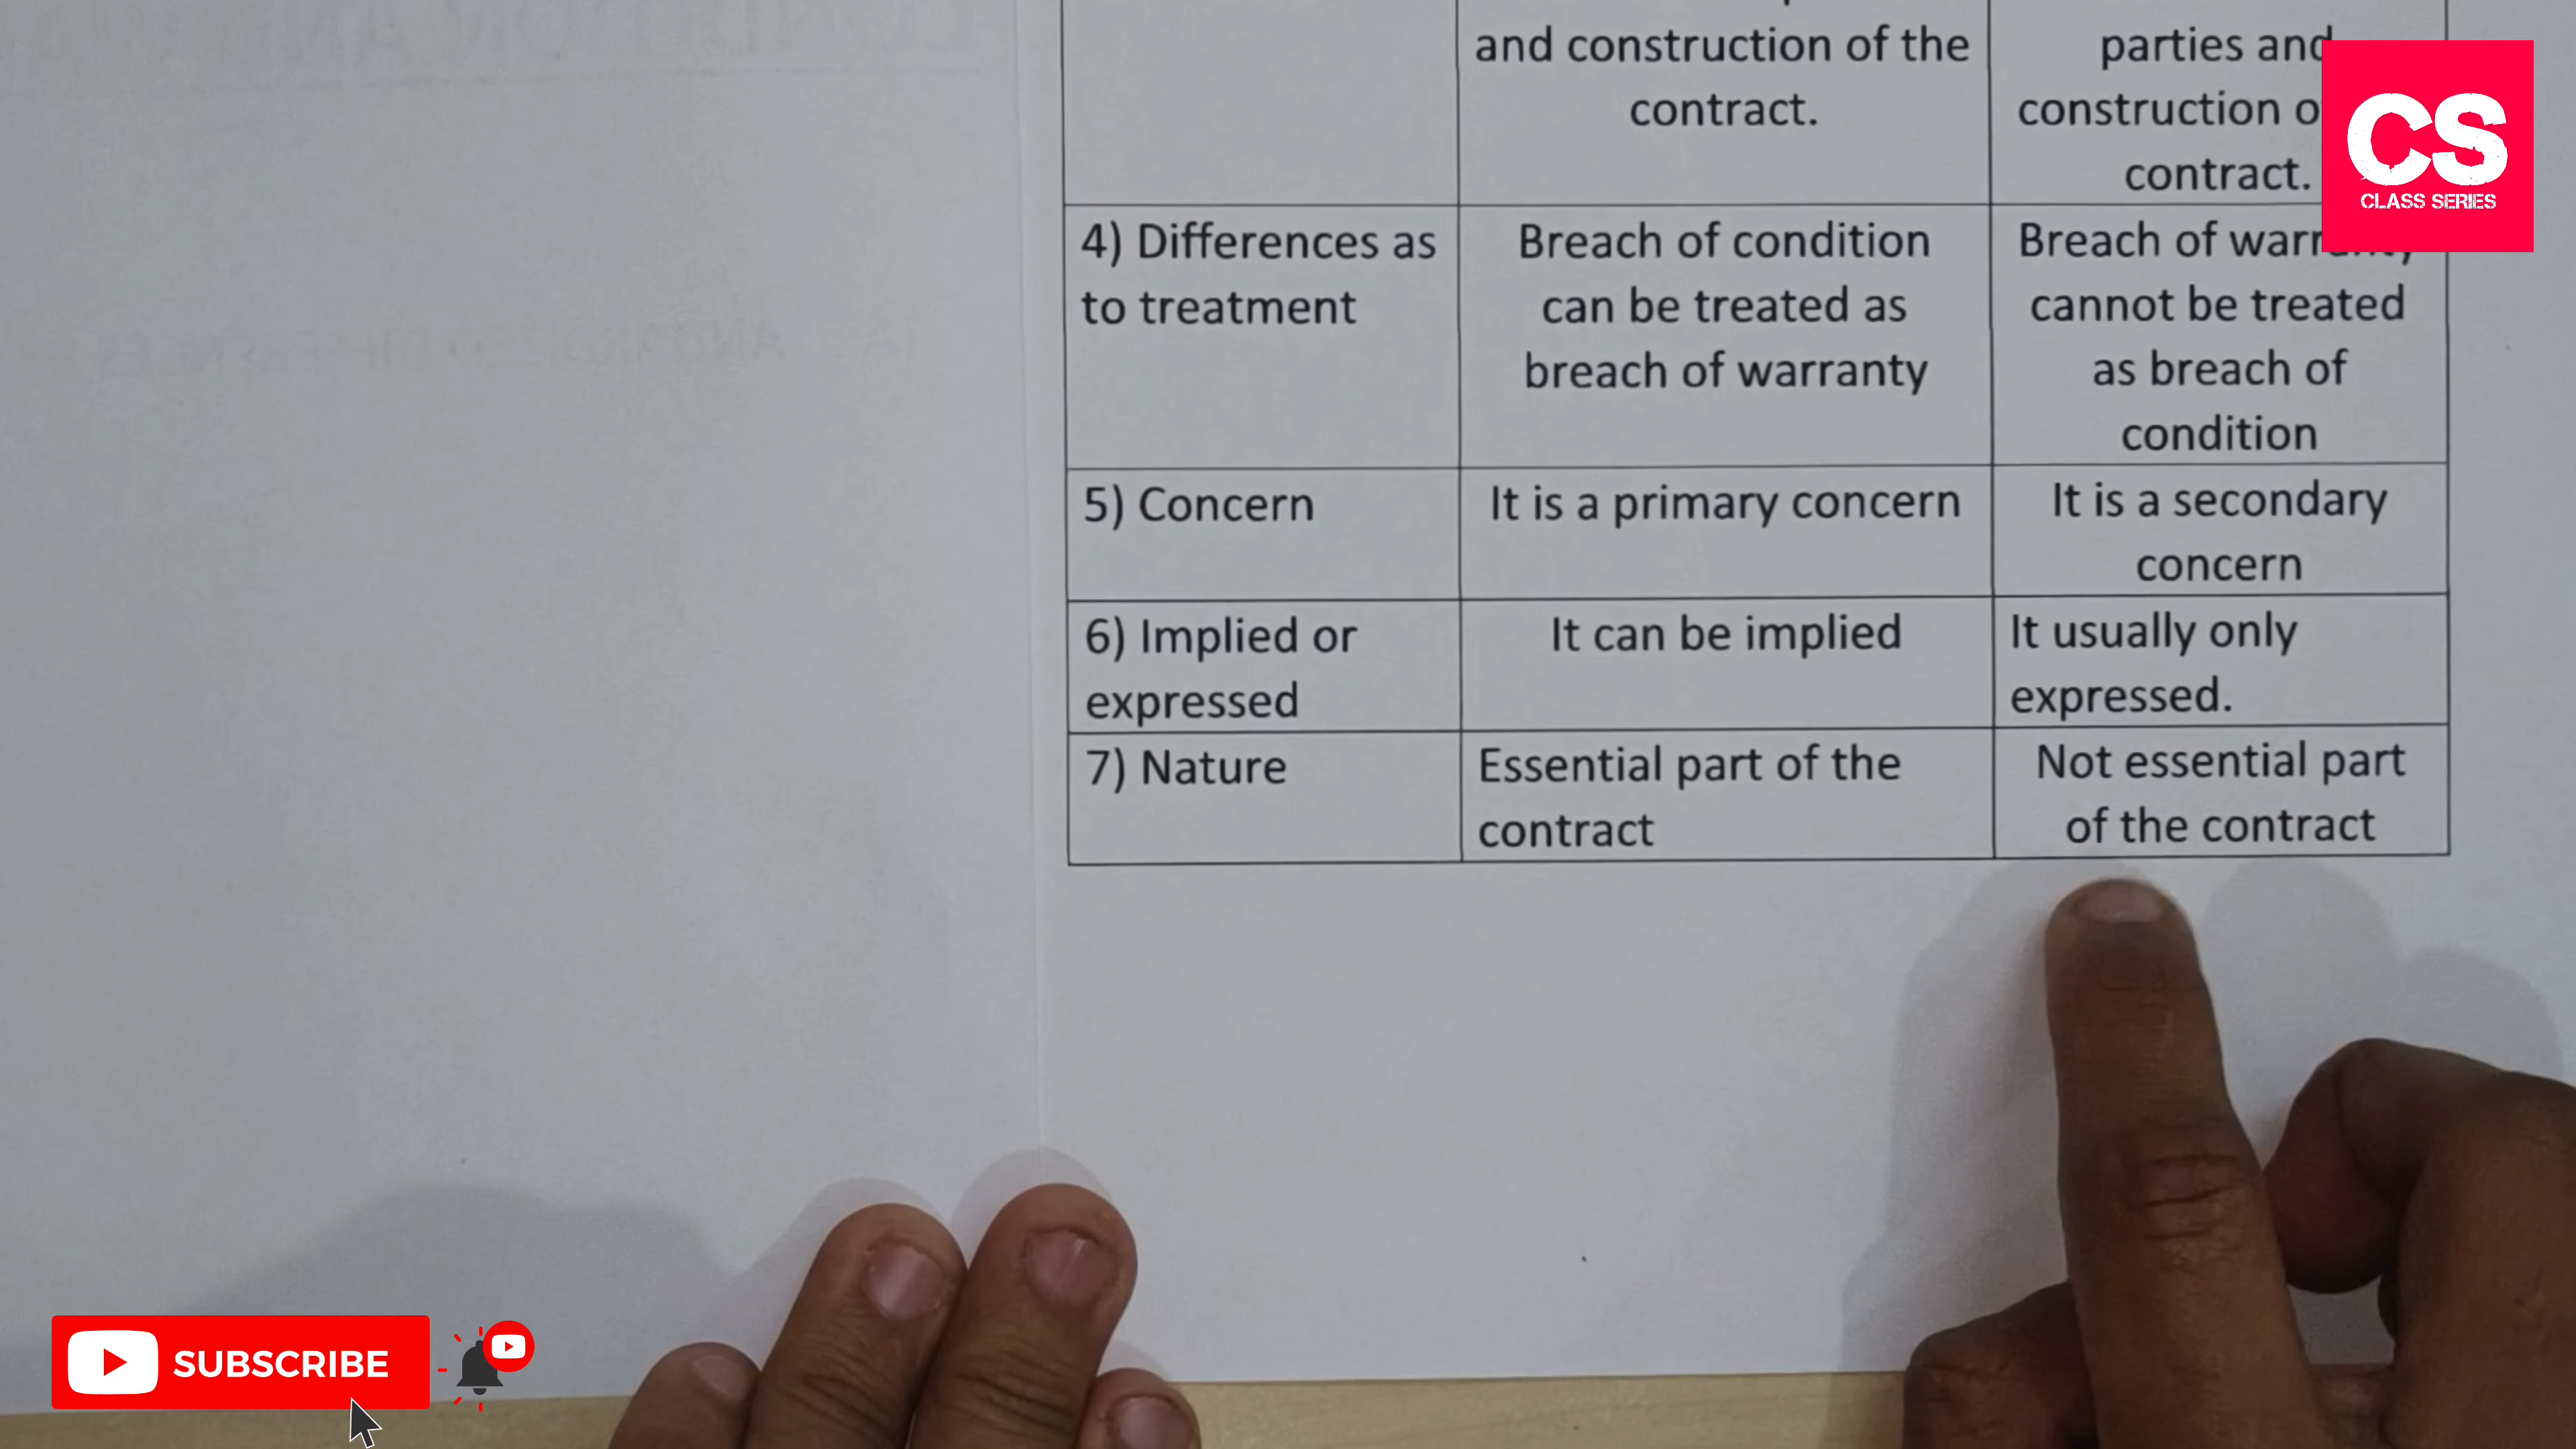 and construction of the
contract.
parties and
construction
contract.
CS
CLASS SERIES
4) Differences as
to treatment
Breach of condition
can be treated as
breach of warranty
Breach of
cannot be treated
as breach of
condition
5) Concern
It is a primary concern
It is a secondary
concern
6) Implied or
expressed
It can be implied
It usually only
expressed.
7) Nature
Essential part of the
contract
Not essential part
of the contract
SUBSCRIBE